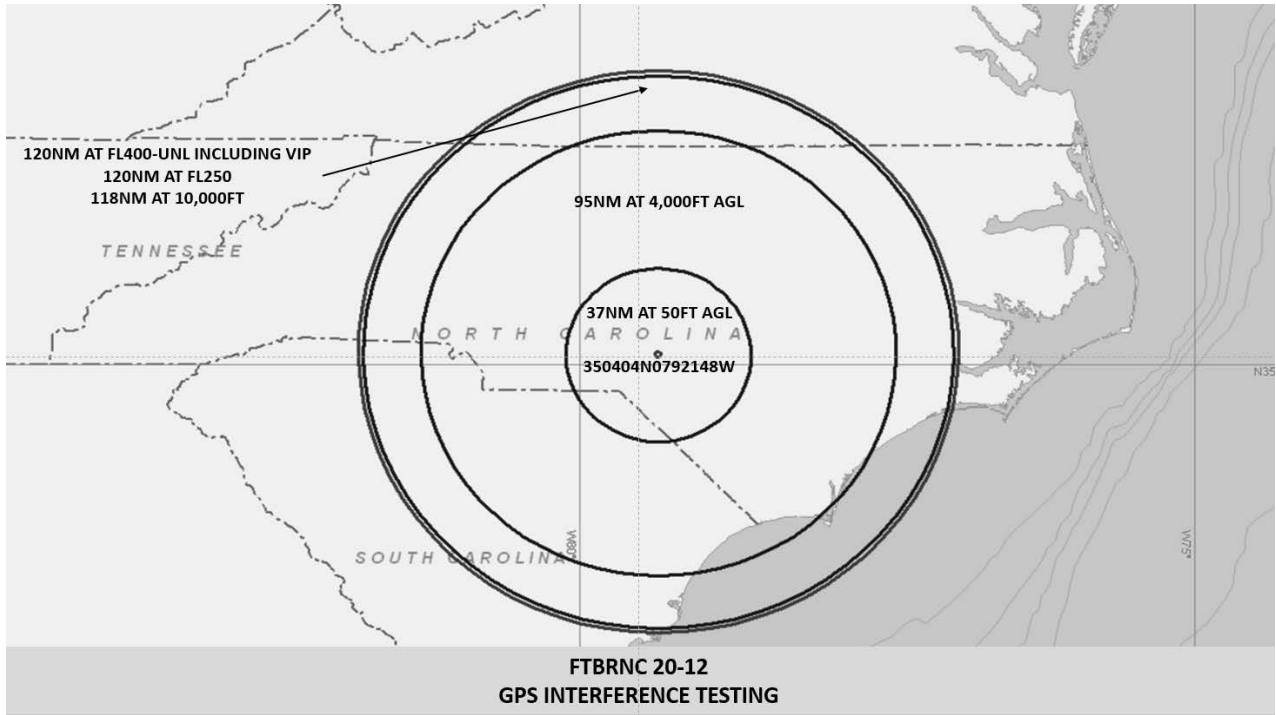 120NM AT FL400-UNL INCLUDING VIP
120NM AT FL250
118NM AT 10,000FT
95NM AT 4,000FT AGL
TENNESSEE
37NM AT 50FT AGL
NORTH CAROLINA
350404N0792148W
N35°
W80°
W75°
SOUTH CAROLINA
FTBRNC 20-12
GPS INTERFERENCE TESTING